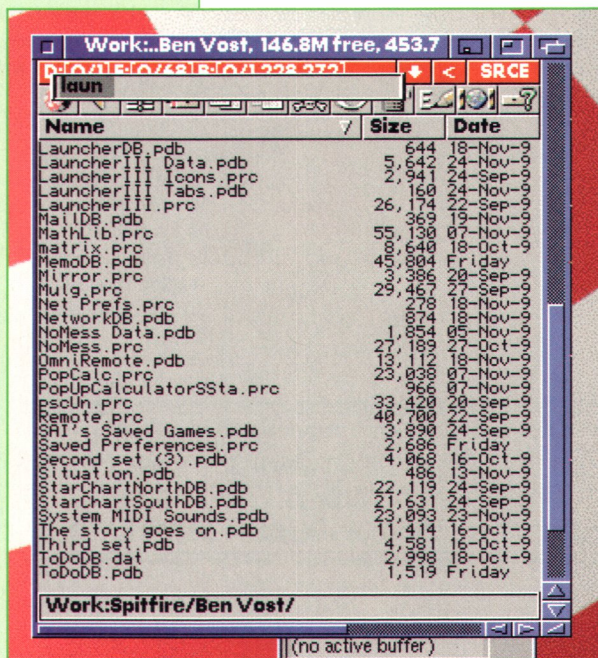 Work:..Ben Vost, 146.8M free, 453.7
D:[0/1] F:[0/68] B:[0/1,228,272] < SRCE
laun
Name Size Date
LauncherDB.pdb 644 18-Nov-9
LauncherIII Data.pdb 5,642 24-Nov-9
LauncherIII Icons.prc 2,941 24-Sep-9
LauncherIII Tabs.pdb 160 24-Nov-9
LauncherIII.prc 26,174 22-Sep-9
MailDB.pdb 369 19-Nov-9
MathLib.prc 55,130 07-Nov-9
matrix.prc 8,640 18-Oct-9
MemoDB.pdb 45,804 Friday
Mirror.prc 3,386 20-Sep-9
Mulg.prc 29,467 27-Sep-9
Net Prefs.prc 278 18-Nov-9
NetworkDB.pdb 874 18-Nov-9
NoMess Data.pdb 1,854 05-Nov-9
NoMess.prc 27,189 27-Oct-9
OmniRemote.pdb 13,112 18-Nov-9
PopCalc.prc 23,038 07-Nov-9
PopUpCalculatorSSta.prc 966 07-Nov-9
pscUn.prc 33,420 20-Sep-9
Remote.prc 40,700 22-Sep-9
SAI's Saved Games.pdb 3,890 24-Sep-9
Saved Preferences.prc 2,686 Friday
Second set (3).pdb 4,068 16-Oct-9
Situation.pdb 486 13-Nov-9
StarChartNorthDB.pdb 22,119 24-Sep-9
StarChartSouthDB.pdb 21,631 24-Sep-9
System MIDI Sounds.pdb 23,093 23-Nov-9
The story goes on.pdb 11,414 16-Oct-9
Third set.pdb 4,581 16-Oct-9
ToDoDB.dat 2,998 18-Oct-9
ToDoDB.pdb 1,519 Friday
Work:Spitfire/Ben Vost/
(no active buffer)